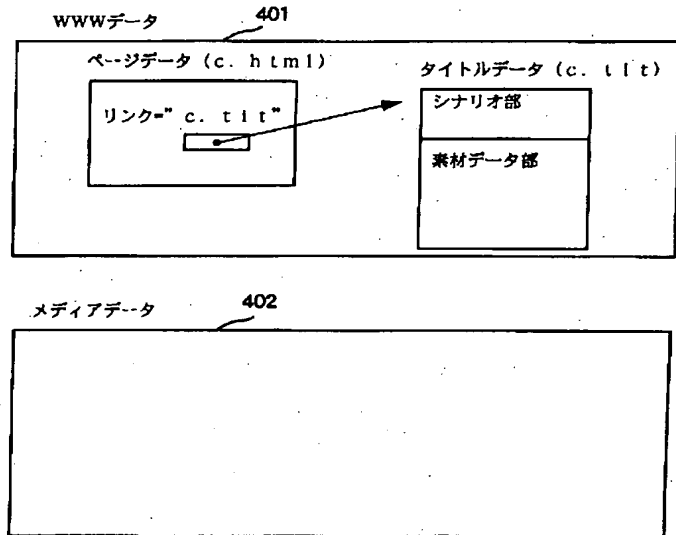 WWWデータ
401
ページデータ (c. html)
タイトルデータ (c. tit)
リンク="c. tit"
シナリオ部
素材データ部
メディアデータ
402